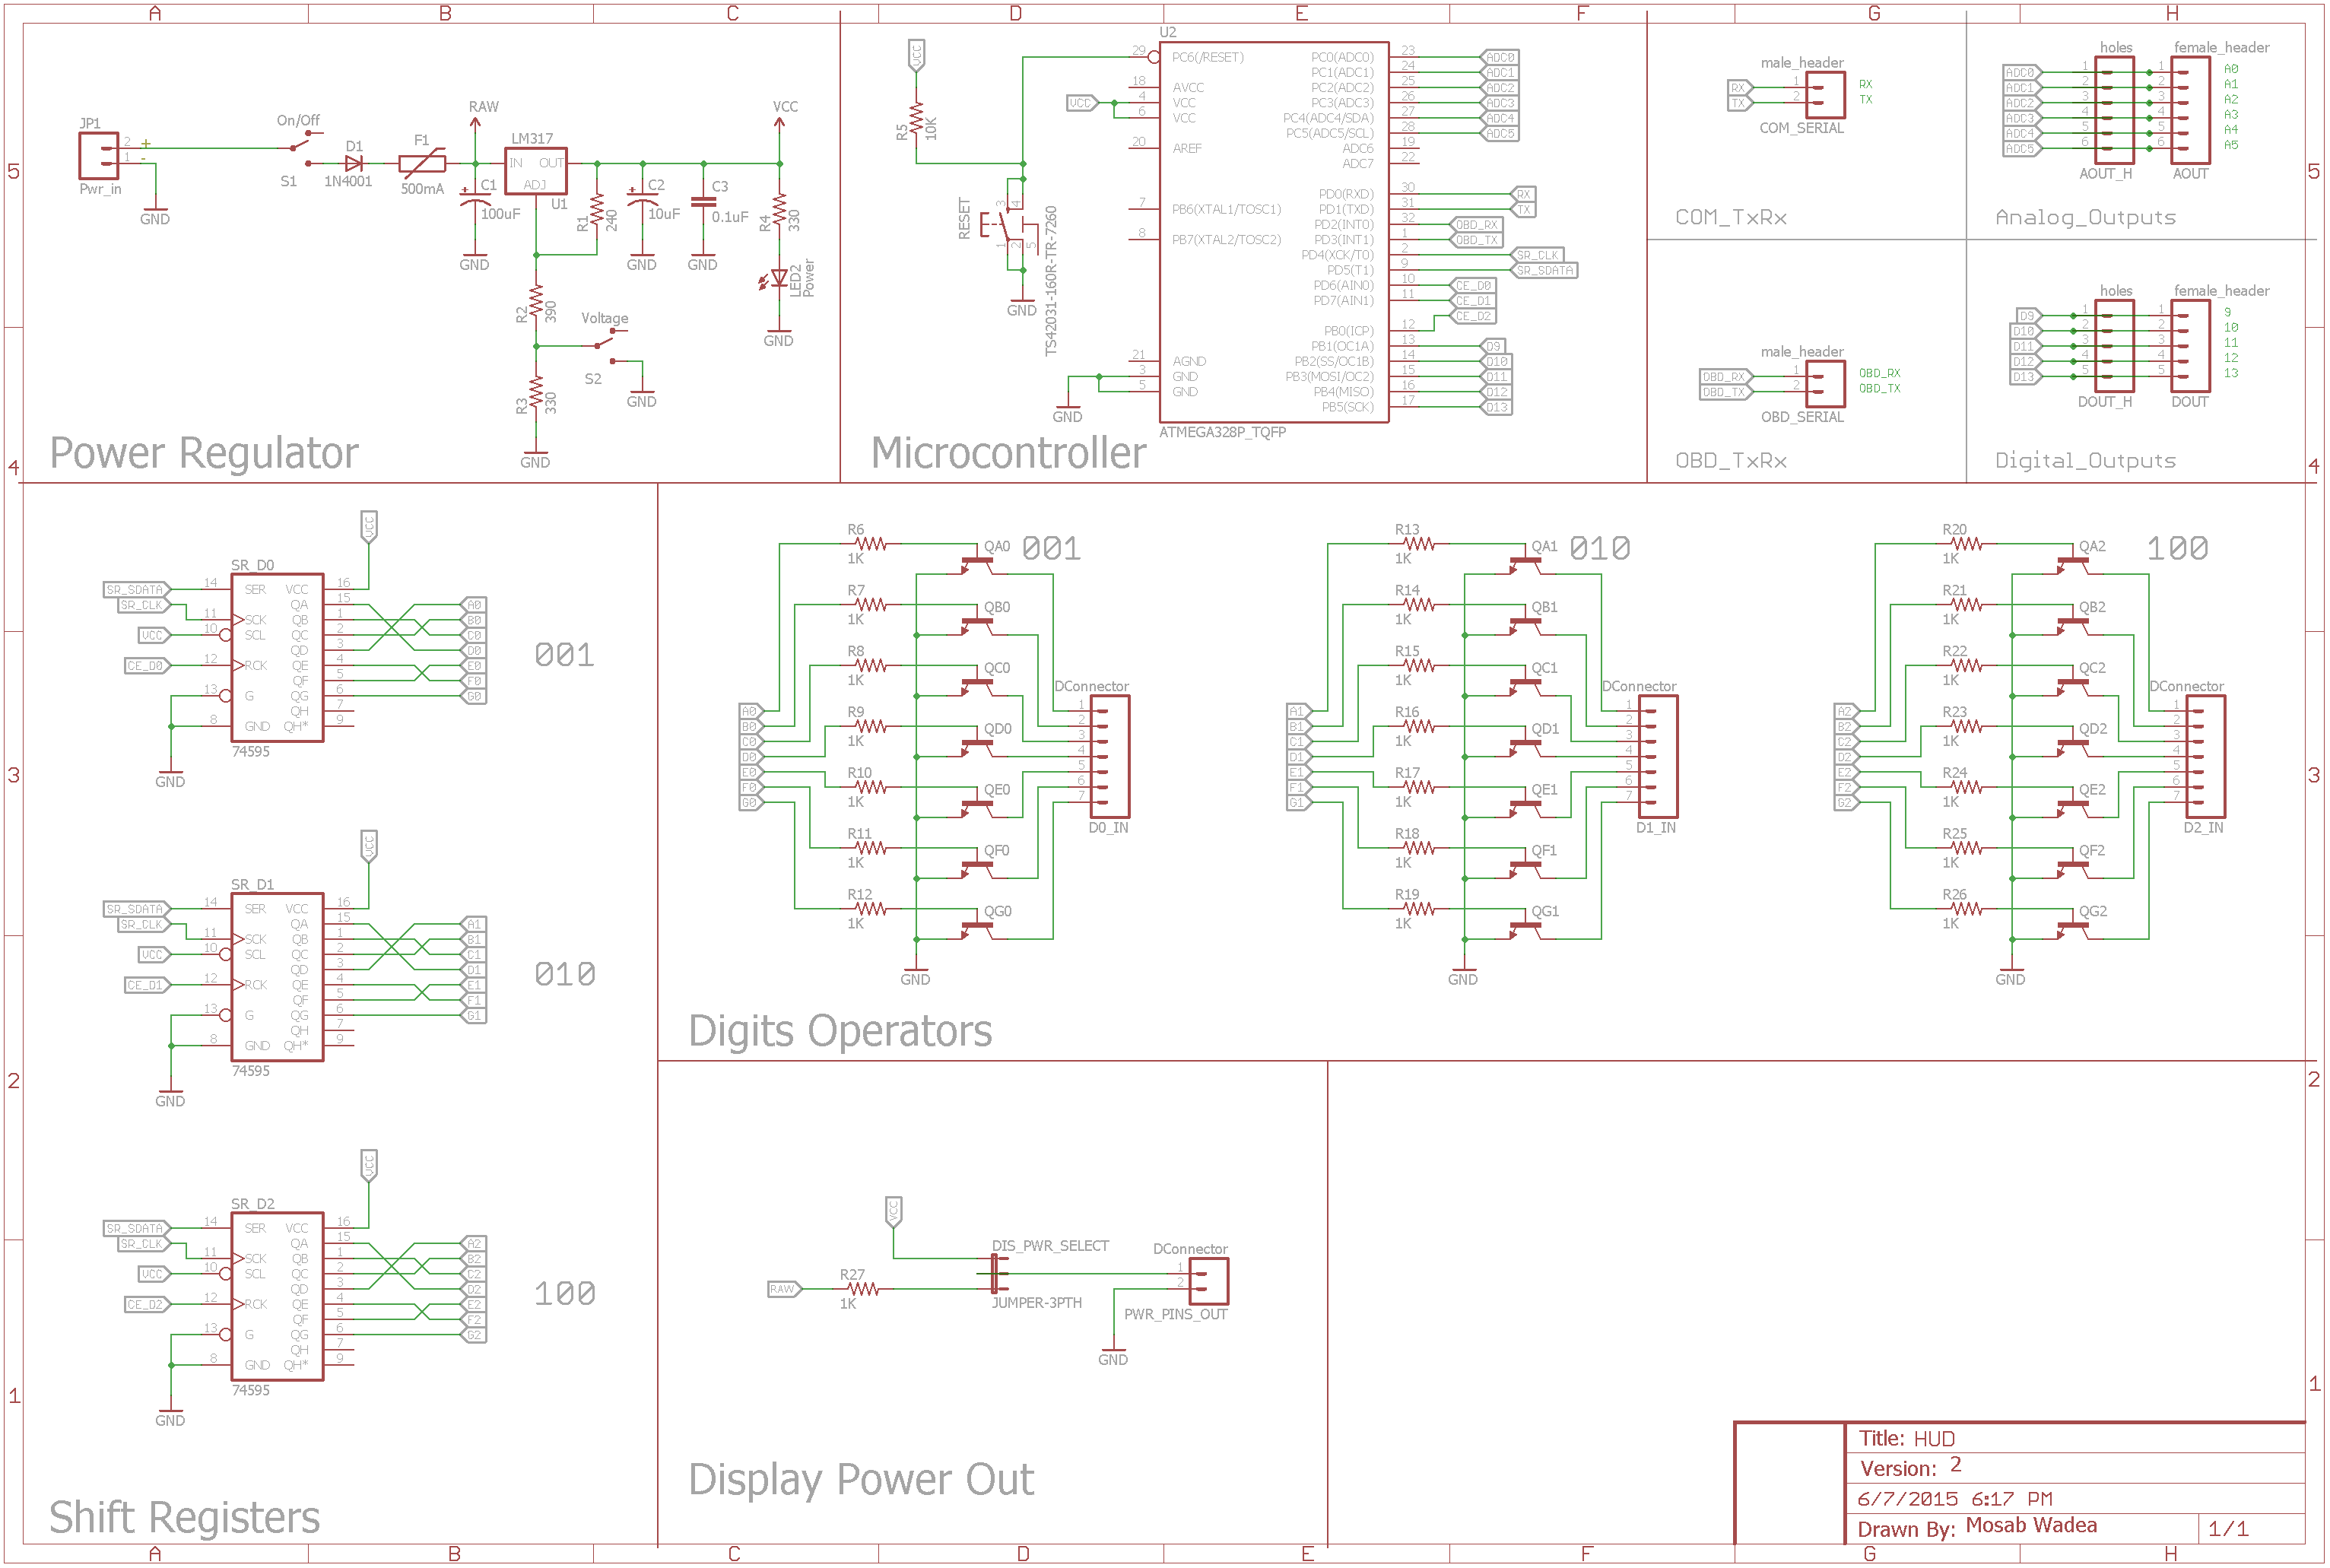 A B C D E F G H
5
JP1
2 +
1 -
Pwr_in
GND
On/Off
S1
D1
1N4001
F1
500mA
RAW
C1
100uF
GND
LM317
IN OUT
ADJ
U1
R1
240
C2
10uF
GND
C3
0.1uF
GND
VCC
R4
330
LED2
Power
GND
R2
390
Voltage
S2
GND
R3
330
GND
Power Regulator
VCC
R5
10K
RESET
3 4
1 2 5
TS42031-160R-TR-7260
GND
U2
29 PC6(/RESET)
18 AVCC
VCC 4 VCC
6 VCC
20 AREF
7 PB6(XTAL1/TOSC1)
8 PB7(XTAL2/TOSC2)
21 AGND
3 GND
5 GND
GND
PC0(ADC0) 23 ADC0
PC1(ADC1) 24 ADC1
PC2(ADC2) 25 ADC2
PC3(ADC3) 26 ADC3
PC4(ADC4/SDA) 27 ADC4
PC5(ADC5/SCL) 28 ADC5
ADC6 19
ADC7 22
PD0(RXD) 30 RX
PD1(TXD) 31 TX
PD2(INT0) 32 OBD_RX
PD3(INT1) 1 OBD_TX
PD4(XCK/T0) 2 SR_CLK
PD5(T1) 9 SR_SDATA
PD6(AIN0) 10 CE_D0
PD7(AIN1) 11 CE_D1
CE_D2
PB0(ICP) 12
PB1(OC1A) 13 D9
PB2(SS/OC1B) 14 D10
PB3(MOSI/OC2) 15 D11
PB4(MISO) 16 D12
PB5(SCK) 17 D13
ATMEGA328P_TQFP
Microcontroller
male_header
RX 1 RX
TX 2 TX
COM_SERIAL
COM_TxRx
holes female_header
ADC0 1 1 A0
ADC1 2 2 A1
ADC2 3 3 A2
ADC3 4 4 A3
ADC4 5 5 A4
ADC5 6 6 A5
AOUT_H AOUT
Analog_Outputs
5
male_header
OBD_RX 1 OBD_RX
OBD_TX 2 OBD_TX
OBD_SERIAL
OBD_TxRx
holes female_header
D9 1 1 9
D10 2 2 10
D11 3 3 11
D12 4 4 12
D13 5 5 13
DOUT_H DOUT
Digital_Outputs
4 4
VCC
SR_D0
SR_SDATA 14 SER VCC 16
SR_CLK QA 15 A0
11 SCK QB 1 B0
VCC 10 SCL QC 2 C0
QD 3 D0
CE_D0 12 RCK QE 4 E0
QF 5 F0
13 G QG 6 G0
QH 7
8 GND QH* 9
74595
GND
001
VCC
SR_D1
SR_SDATA 14 SER VCC 16
SR_CLK QA 15 A1
11 SCK QB 1 B1
VCC 10 SCL QC 2 C1
QD 3 D1
CE_D1 12 RCK QE 4 E1
QF 5 F1
13 G QG 6 G1
QH 7
8 GND QH* 9
74595
GND
010
VCC
SR_D2
SR_SDATA 14 SER VCC 16
SR_CLK QA 15 A2
11 SCK QB 1 B2
VCC 10 SCL QC 2 C2
QD 3 D2
CE_D2 12 RCK QE 4 E2
QF 5 F2
13 G QG 6 G2
QH 7
8 GND QH* 9
74595
GND
100
Shift Registers
R6 QA0 001
1K
R7 QB0
1K
R8 QC0
1K
R9 QD0
1K
R10 QE0
1K
R11 QF0
1K
R12 QG0
1K
A0
B0
C0
D0
E0
F0
G0
DConnector
1
2
3
4
5
6
7
D0_IN
GND
R13 QA1 010
1K
R14 QB1
1K
R15 QC1
1K
R16 QD1
1K
R17 QE1
1K
R18 QF1
1K
R19 QG1
1K
A1
B1
C1
D1
E1
F1
G1
DConnector
1
2
3
4
5
6
7
D1_IN
GND
R20 QA2 100
1K
R21 QB2
1K
R22 QC2
1K
R23 QD2
1K
R24 QE2
1K
R25 QF2
1K
R26 QG2
1K
A2
B2
C2
D2
E2
F2
G2
DConnector
1
2
3
4
5
6
7
D2_IN
GND
Digits Operators
3 3
2 2
VCC
DIS_PWR_SELECT
RAW
R27
1K
JUMPER-3PTH
DConnector
1
2
PWR_PINS_OUT
GND
Display Power Out
1 1
Title: HUD
Version: 2
6/7/2015 6:17 PM
Drawn By: Mosab Wadea
1/1
A B C D E F G H